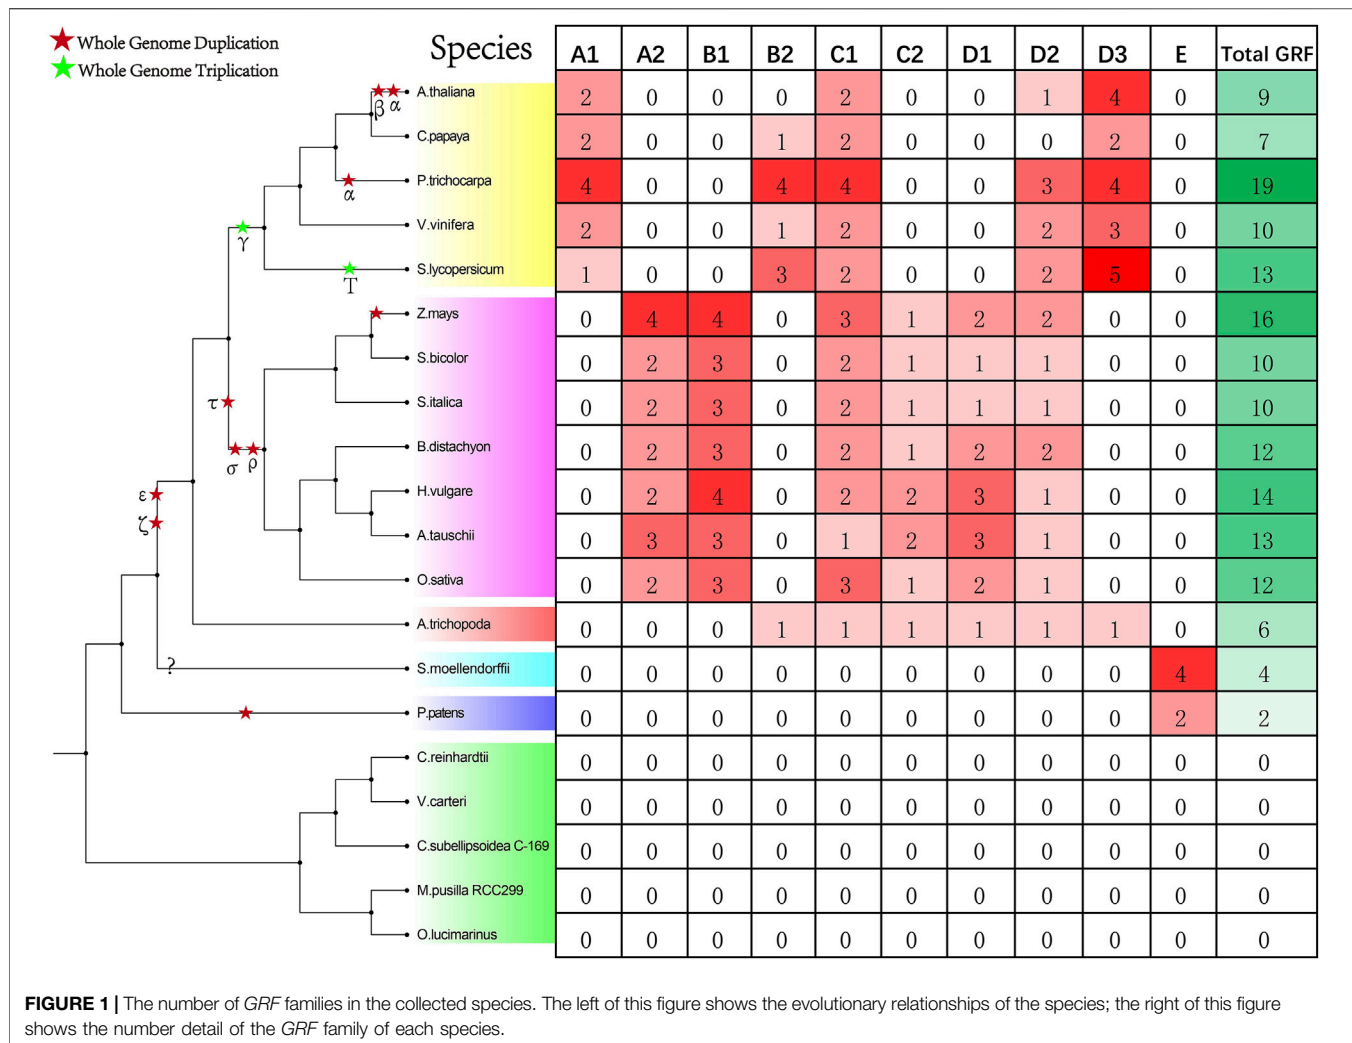 Whole Genome Duplication
Whole Genome Triplication
Species A1 A2 B1 B2 C1 C2 D1 D2 D3 E Total GRF
β α A.thaliana 2 0 0 0 2 0 0 1 4 0 9
C.papaya 2 0 0 1 2 0 0 0 2 0 7
α P.trichocarpa 4 0 0 4 4 0 0 3 4 0 19
γ V.vinifera 2 0 0 1 2 0 0 2 3 0 10
T S.lycopersicum 1 0 0 3 2 0 0 2 5 0 13
Z.mays 0 4 4 0 3 1 2 2 0 0 16
S.bicolor 0 2 3 0 2 1 1 1 0 0 10
τ S.italica 0 2 3 0 2 1 1 1 0 0 10
σ ρ B.distachyon 0 2 3 0 2 1 2 2 0 0 12
ε H.vulgare 0 2 4 0 2 2 3 1 0 0 14
ζ A.tauschii 0 3 3 0 1 2 3 1 0 0 13
O.sativa 0 2 3 0 3 1 2 1 0 0 12
A.trichopoda 0 0 0 1 1 1 1 1 1 0 6
? S.moellendorffii 0 0 0 0 0 0 0 0 0 4 4
P.patens 0 0 0 0 0 0 0 0 0 2 2
C.reinhardtii 0 0 0 0 0 0 0 0 0 0 0
V.carteri 0 0 0 0 0 0 0 0 0 0 0
C.subellipsoidea C-169 0 0 0 0 0 0 0 0 0 0 0
M.pusilla RCC299 0 0 0 0 0 0 0 0 0 0 0
O.lucimarinus 0 0 0 0 0 0 0 0 0 0 0
FIGURE 1 | The number of GRF families in the collected species. The left of this figure shows the evolutionary relationships of the species; the right of this figure
shows the number detail of the GRF family of each species.